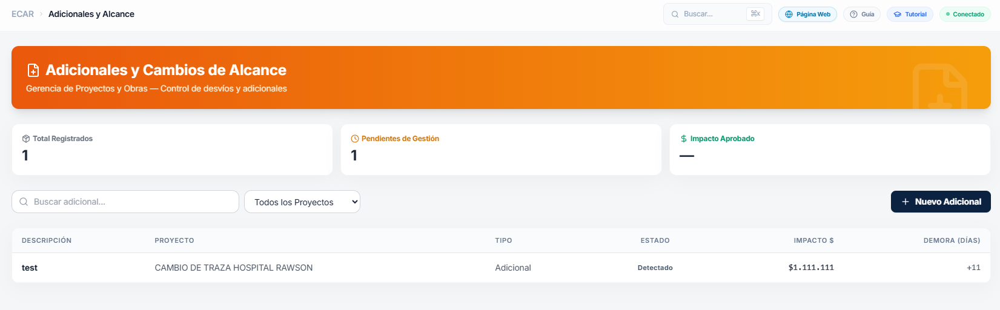 ECAR > Adicionales y Alcance
Buscar... ⌘K
Página Web
Guía
Tutorial
Conectado
Adicionales y Cambios de Alcance
Gerencia de Proyectos y Obras — Control de desvíos y adicionales
Total Registrados
1
Pendientes de Gestión
1
Impacto Aprobado
—
Buscar adicional...
Todos los Proyectos
+ Nuevo Adicional
DESCRIPCIÓN PROYECTO TIPO ESTADO IMPACTO $ DEMORA (DÍAS)
test CAMBIO DE TRAZA HOSPITAL RAWSON Adicional Detectado $1.111.111 +11